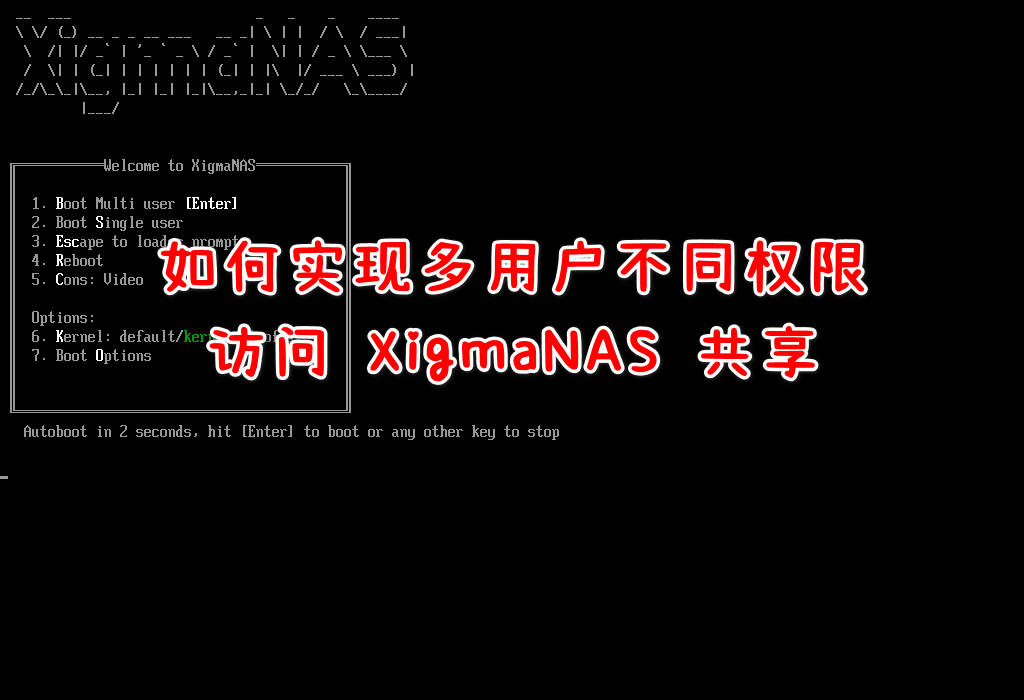 XigmaNAS
Welcome to XigmaNAS
1. Boot Multi user [Enter]
2. Boot Single user
3. Escape to loader prompt
4. Reboot
5. Cons: Video
如何实现多用户不同权限
Options:
6. Kernel: default/ker
7. Boot Options
访问 XigmaNAS 共享
Autoboot in 2 seconds, hit [Enter] to boot or any other key to stop